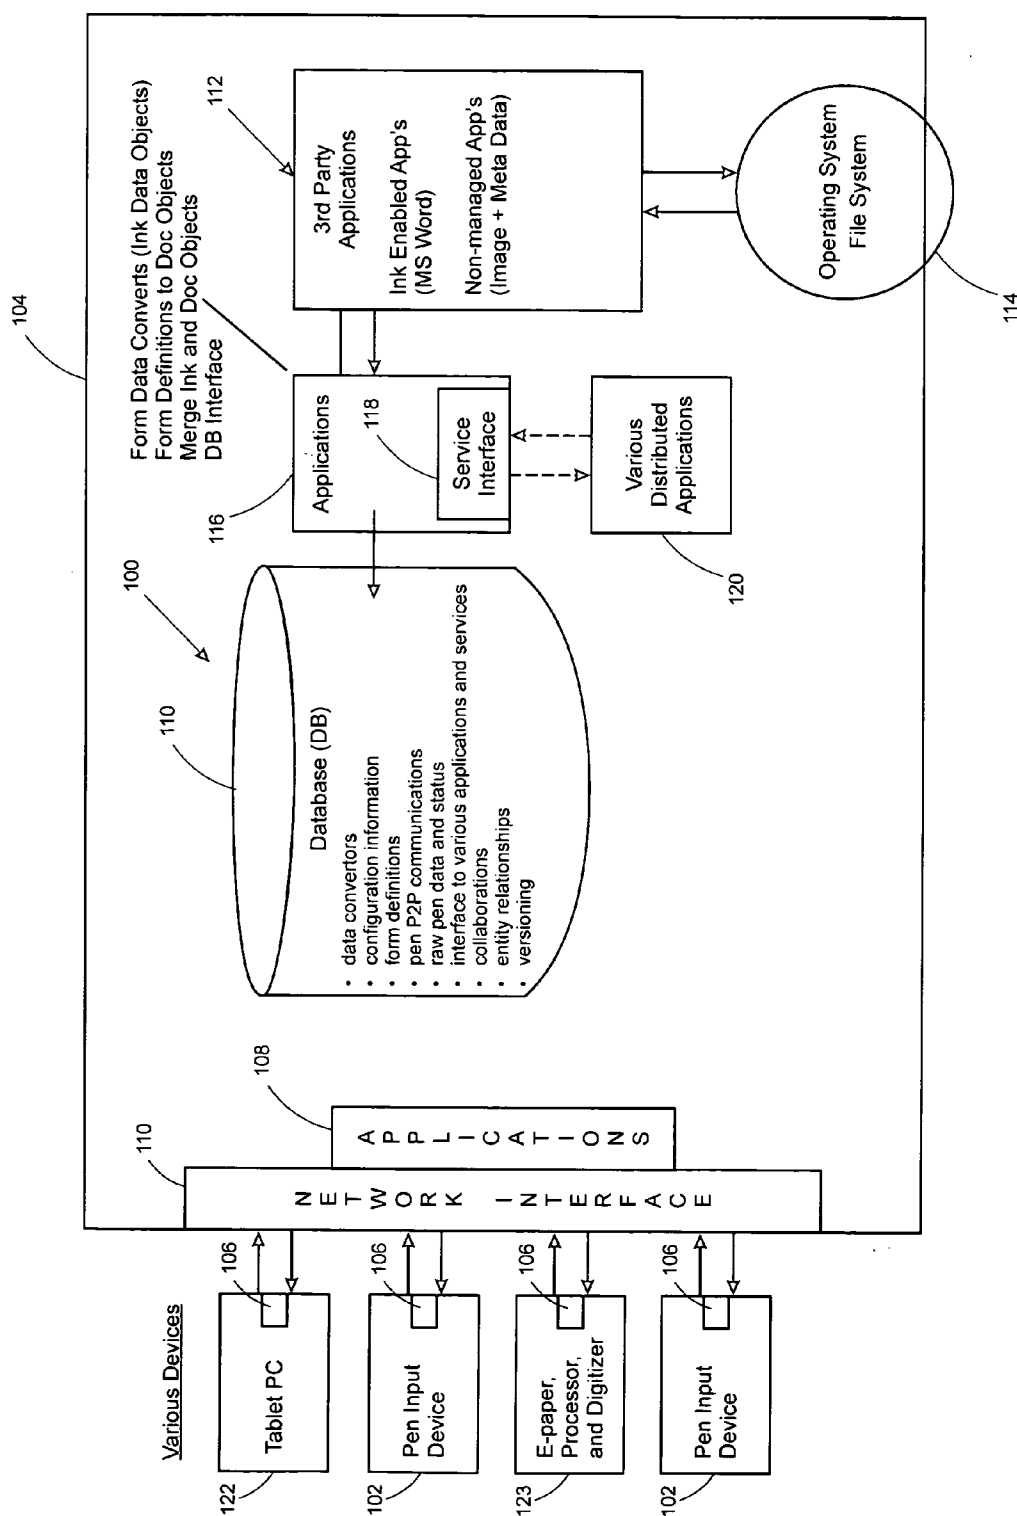 104
Form Data Converts (Ink Data Objects)
Form Definitions to Doc Objects
Merge Ink and Doc Objects
DB Interface
112
3rd Party
Applications
Ink Enabled App's
(MS Word)
Non-managed App's
(Image + Meta Data)
Operating System
File System
114
116
Applications
118
Service
Interface
Various
Distributed
Applications
120
100
110
Database (DB)
• data convertors
• configuration information
• form definitions
• pen P2P communications
• raw pen data and status
• interface to various applications and services
• collaborations
• entity relationships
• versioning
108
APPLICATIONS
110
NETWORK INTERFACE
Various Devices
106
Tablet PC
122
106
Pen Input
Device
102
106
E-paper,
Processor,
and Digitizer
123
106
Pen Input
Device
102